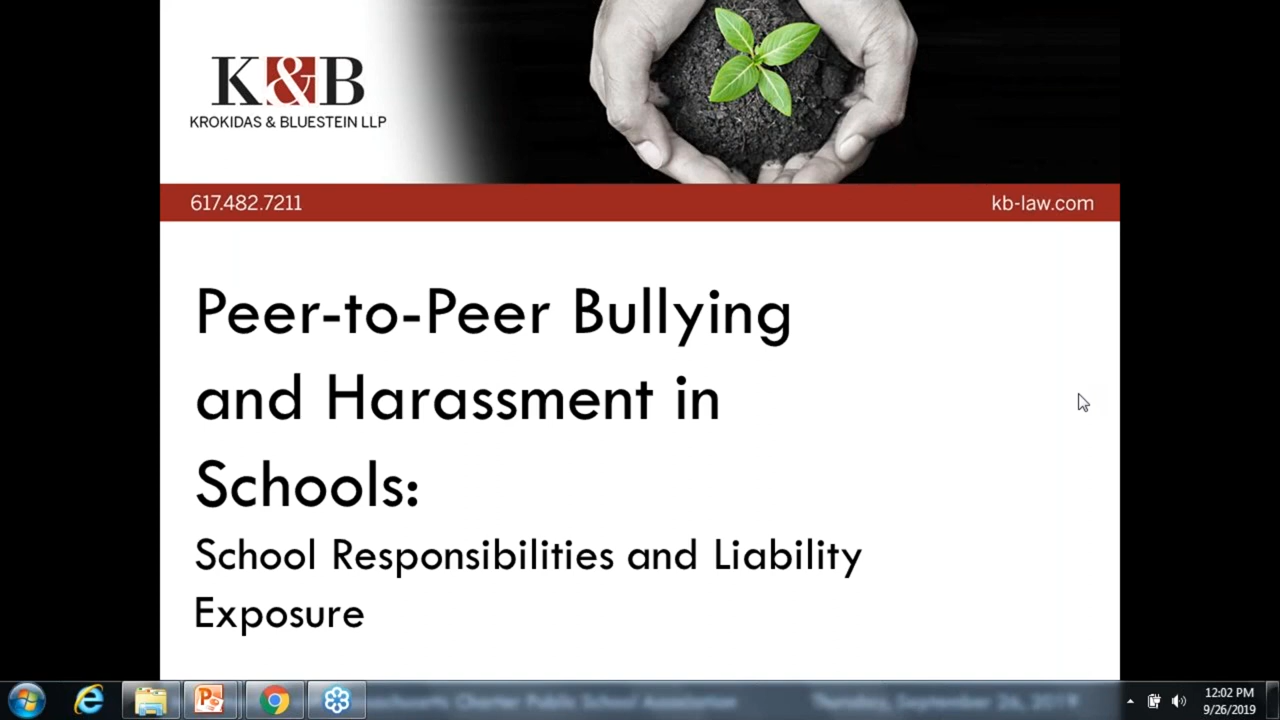 K&B
KROKIDAS & BLUESTEIN LLP
617.482.7211
kb-law.com
Peer-to-Peer Bullying
and Harassment in
Schools:
School Responsibilities and Liability
Exposure
12:02 PM
9/26/2019